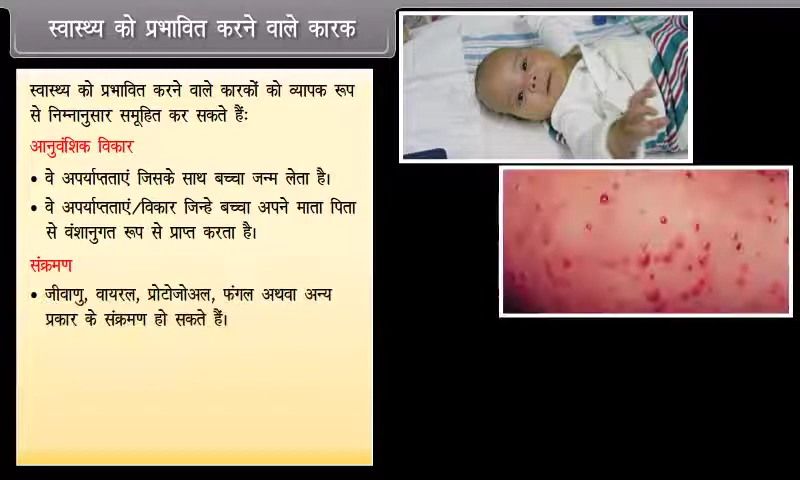 स्वास्थ्य को प्रभावित करने वाले कारक
स्वास्थ्य को प्रभावित करने वाले कारकों को व्यापक रूप
से निम्नानुसार समूहित कर सकते हैंः
आनुवंशिक विकार
• वे अपर्याप्तताएं जिसके साथ बच्चा जन्म लेता है।
• वे अपर्याप्तताएं/विकार जिन्हे बच्चा अपने माता पिता
से वंशानुगत रूप से प्राप्त करता है।
संक्रमण
• जीवाणु, वायरल, प्रोटोजोअल, फंगल अथवा अन्य
प्रकार के संक्रमण हो सकते हैं।